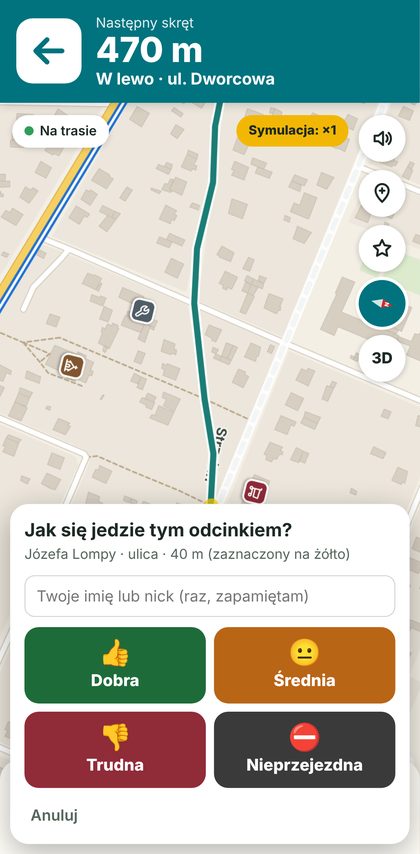 Następny skręt
470 m
W lewo · ul. Dworcowa
Na trasie
Symulacja: ×1
3D
Jak się jedzie tym odcinkiem?
Józefa Lompy · ulica · 40 m (zaznaczony na żółto)
Twoje imię lub nick (raz, zapamiętam)
Dobra
Średnia
Trudna
Nieprzejezdna
Anuluj